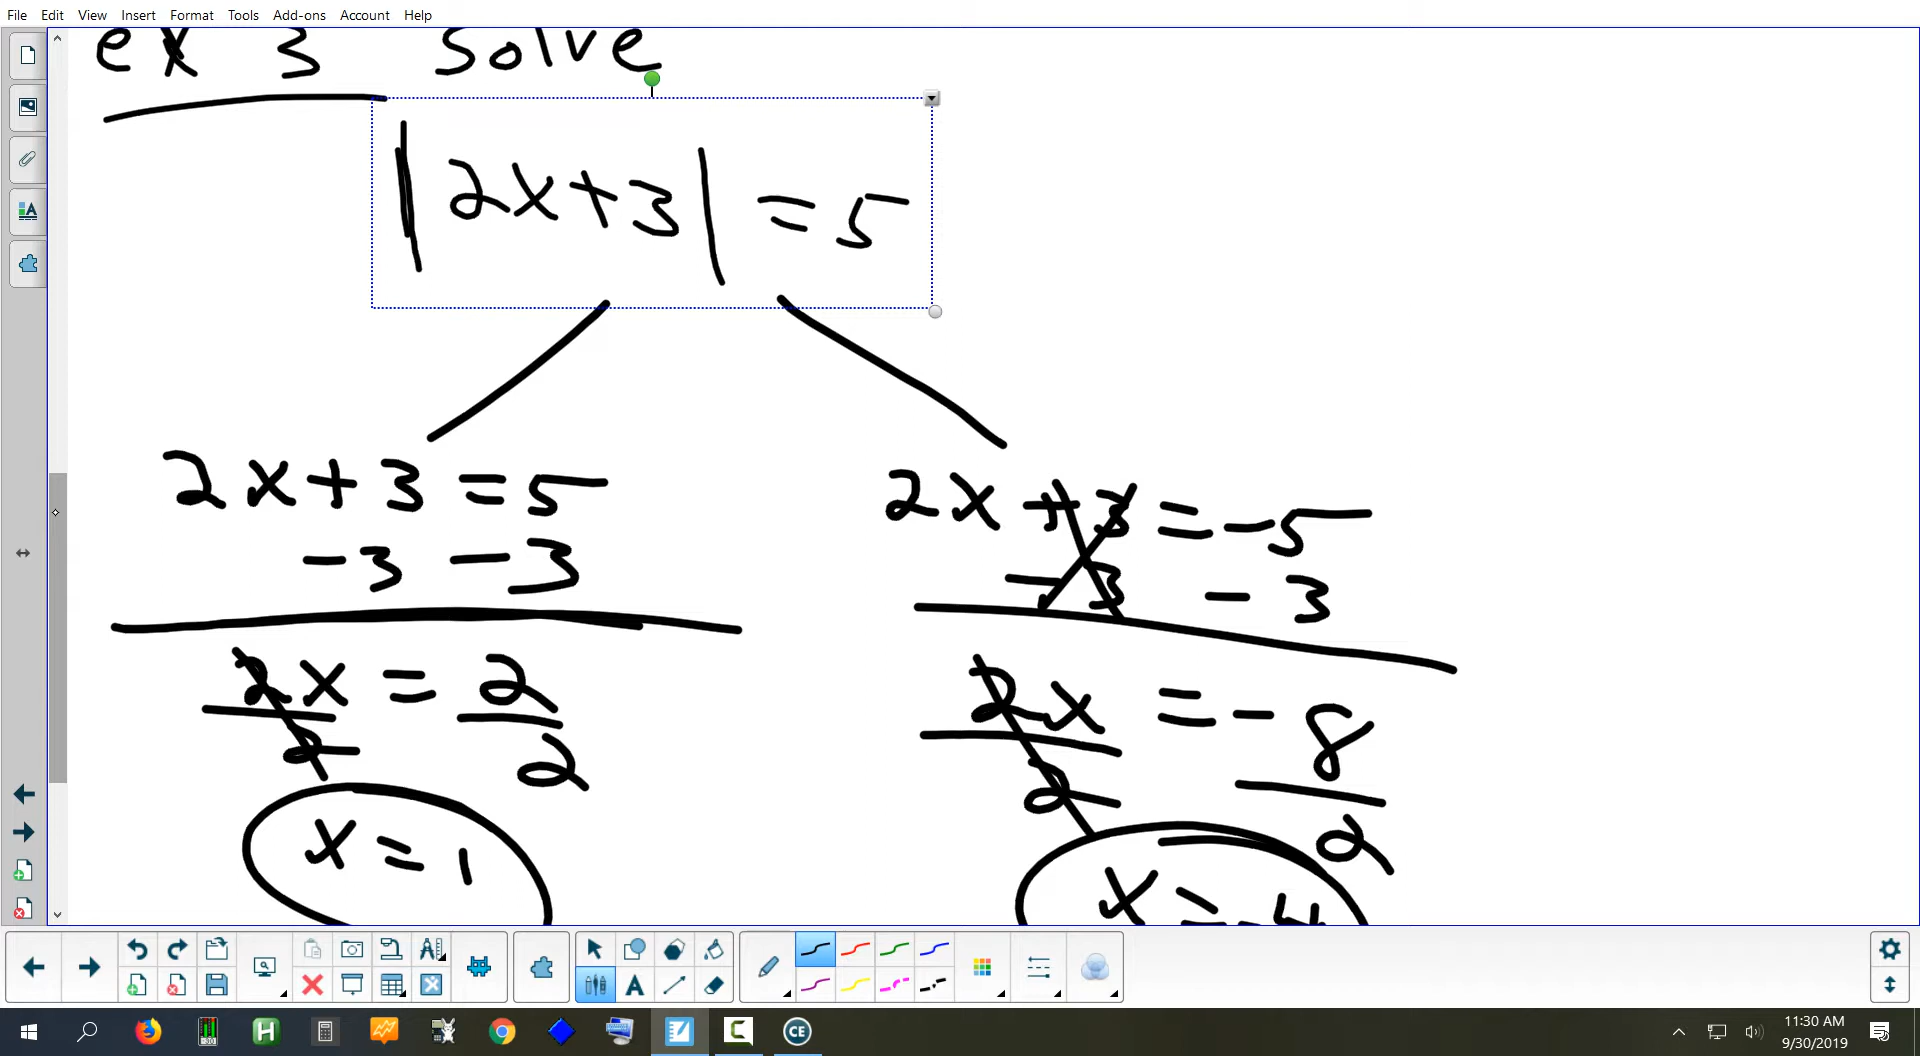 File Edit View Insert Format Tools Add-ons Account Help
ex 3 solve
|2x+3| = 5
2x+3=5
-3 -3
2x = 2
2 2
x=1
2x+3=-5
-3 -3
2x = -8
2 2
x=-4
A
A
H
CE
11:30 AM
9/30/2019